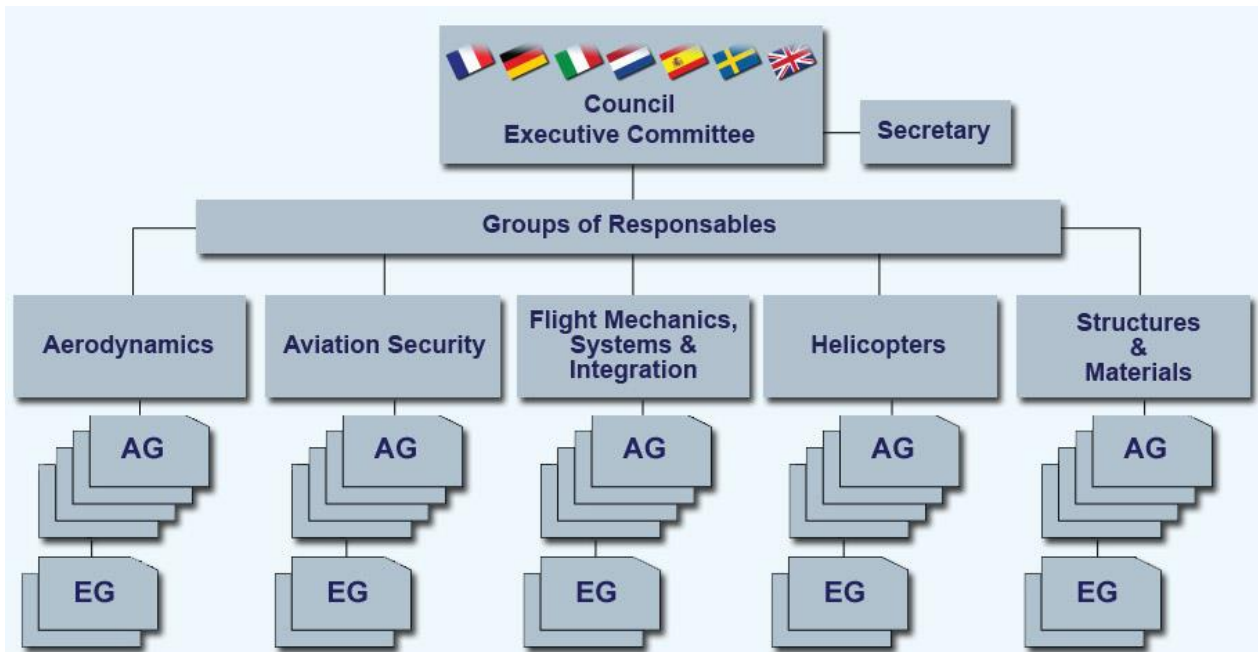 Council
Executive Committee
Secretary
Groups of Responsables
Aerodynamics
Aviation Security
Flight Mechanics,
Systems &
Integration
Helicopters
Structures
&
Materials
AG
AG
AG
AG
AG
EG
EG
EG
EG
EG